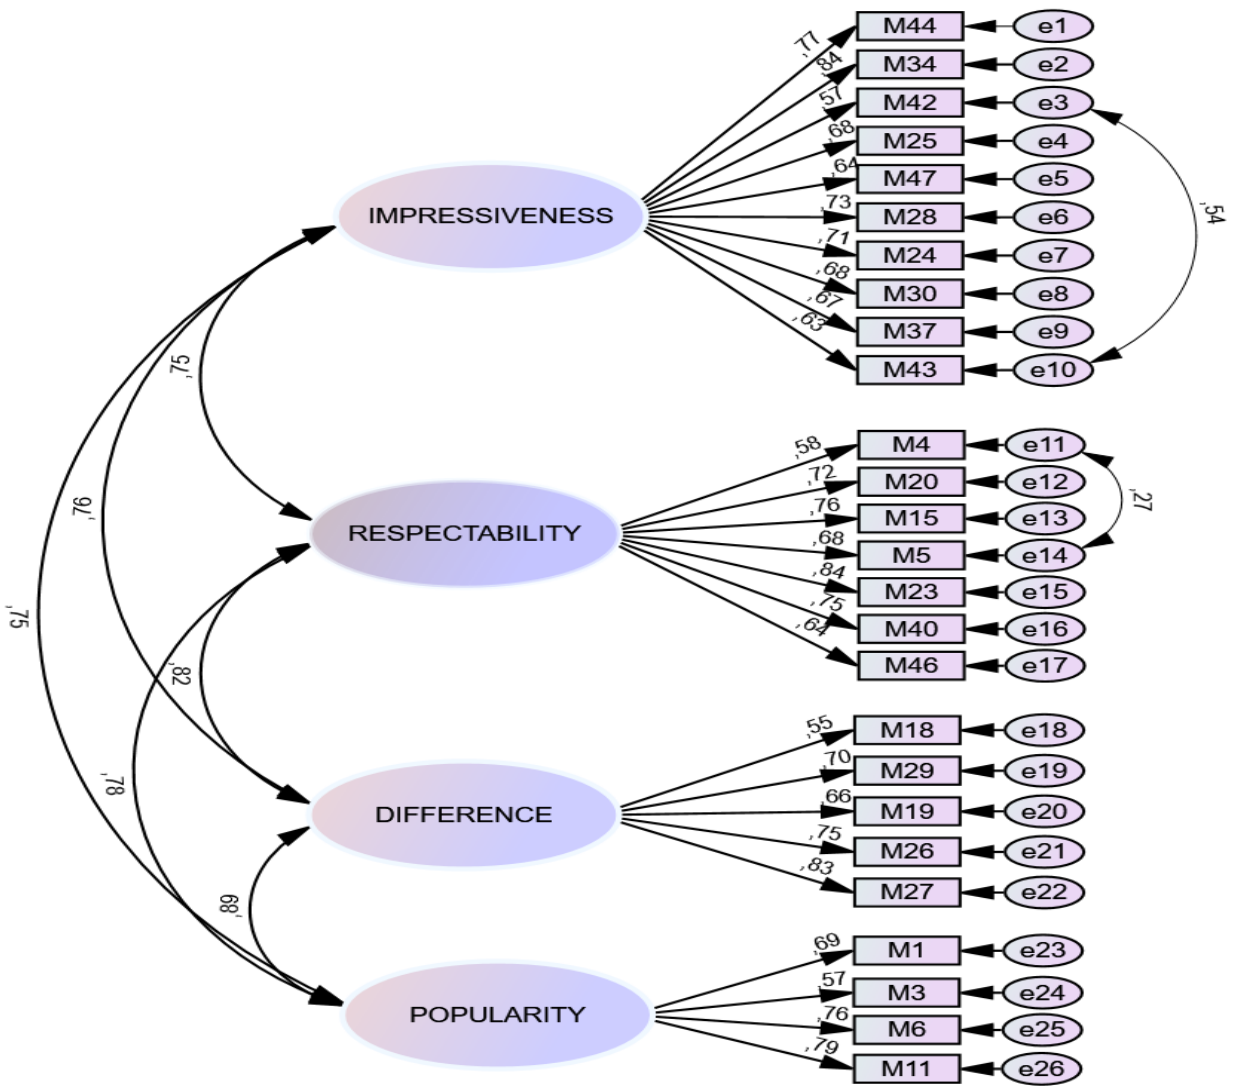 M44
e1
,77
M34
e2
,84
M42
e3
,57
M25
e4
,68
M47
e5
,64
IMPRESSIVENESS
M28
e6
,73
,54
M24
e7
,71
M30
e8
,68
M37
e9
,67
M43
e10
,63
,75
M4
e11
,58
M20
e12
,72
,27
M15
e13
,76
,76
RESPECTABILITY
M5
e14
,68
M23
e15
,84
M40
e16
,75
,75
M46
e17
,64
,82
M18
e18
,55
M29
e19
,70
,78
M19
e20
,66
DIFFERENCE
M26
e21
,75
M27
e22
,83
,68
M1
e23
,69
M3
e24
,57
POPULARITY
M6
e25
,76
M11
e26
,79